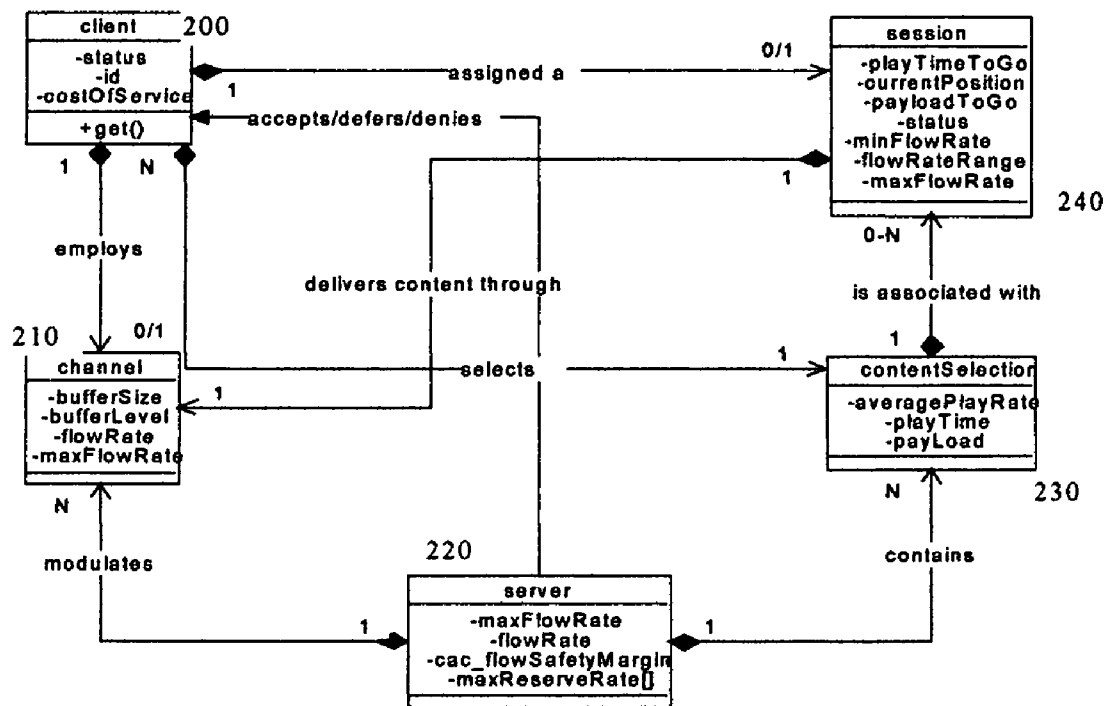 client
200
-status
-id
-costOfService
+get()
1
assigned a
0/1
session
-playTimeToGo
-currentPosition
-payloadToGo
-status
-minFlowRate
-flowRateRange
-maxFlowRate
240
accepts/defers/denies
1
N
1
employs
delivers content through
0-N
is associated with
210
0/1
channel
-bufferSize
-bufferLevel
-flowRate
-maxFlowRate
1
selects
1
1
contentSelection
-averagePlayRate
-playTime
-payLoad
230
N
modulates
N
contains
220
server
-maxFlowRate
-flowRate
-cac_flowSafetyMargin
-maxReserveRate[]
1
1